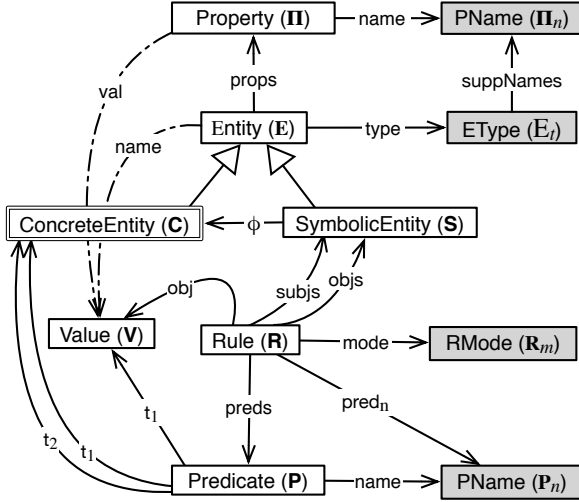 Property (Π)
name
PName (Πn)
val
props
suppNames
name
Entity (E)
type
EType (Et)
ConcreteEntity (C)
ϕ
SymbolicEntity (S)
obj
subjs
objs
Value (V)
Rule (R)
mode
RMode (Rm)
t1
preds
predn
t2
t1
Predicate (P)
name
PName (Pn)